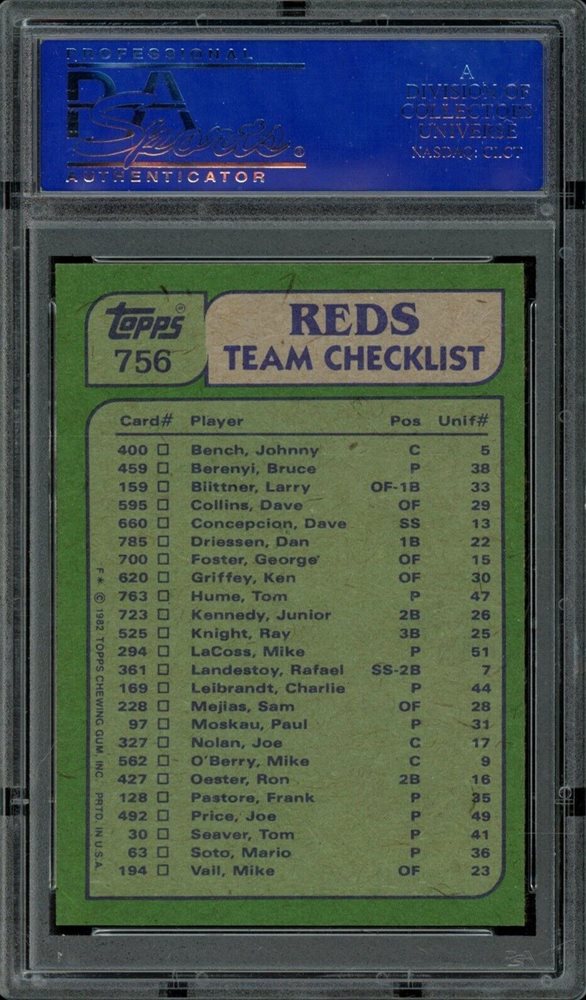 PROFESSIONAL
PSA
Sports®
AUTHENTICATOR
A
DIVISION OF
COLLECTORS
UNIVERSE
NASDAQ: CLCT
TOPPS®
756
REDS
TEAM CHECKLIST
Card# Player Pos Unif#
400 Bench, Johnny C 5
459 Berenyi, Bruce P 38
159 Biittner, Larry OF-1B 33
595 Collins, Dave OF 29
660 Concepcion, Dave SS 13
785 Driessen, Dan 1B 22
700 Foster, George OF 15
620 Griffey, Ken OF 30
763 Hume, Tom P 47
723 Kennedy, Junior 2B 26
525 Knight, Ray 3B 25
294 LaCoss, Mike P 51
361 Landestoy, Rafael SS-2B 7
169 Leibrandt, Charlie P 44
228 Mejias, Sam OF 28
97 Moskau, Paul P 31
327 Nolan, Joe C 17
562 O'Berry, Mike C 9
427 Oester, Ron 2B 16
128 Pastore, Frank P 35
492 Price, Joe P 49
30 Seaver, Tom P 41
63 Soto, Mario P 36
194 Vail, Mike OF 23
F* © 1982 TOPPS CHEWING GUM, INC. PRTD. IN U.S.A.